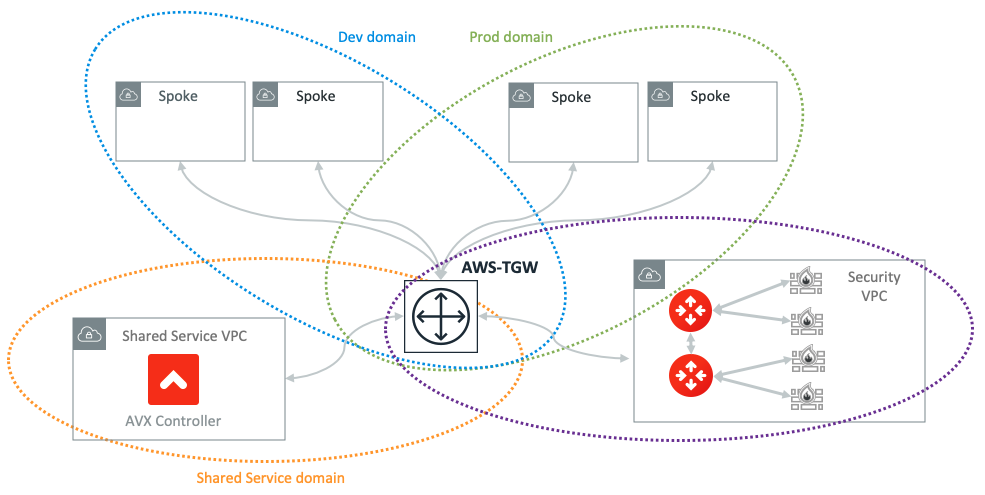 Dev domain
Prod domain
Spoke
Spoke
Spoke
Spoke
AWS-TGW
Security
VPC
Shared Service VPC
AVX Controller
Shared Service domain